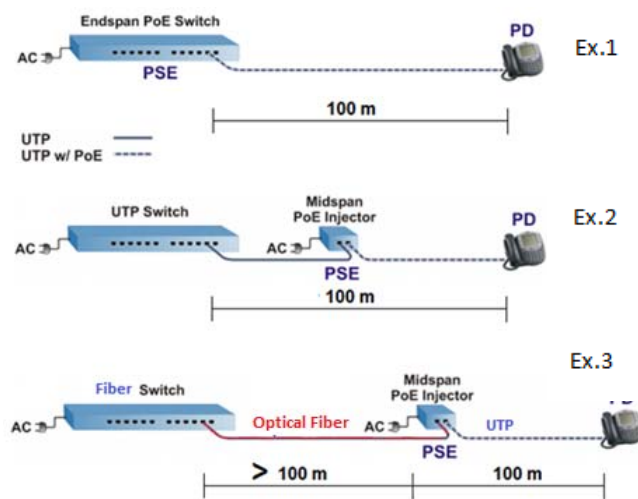 Endspan PoE Switch
PD
Ex.1
AC
PSE
100 m
UTP
UTP w/ PoE
UTP Switch
Midspan
PoE Injector
PD
Ex.2
AC
AC
PSE
100 m
Ex.3
Fiber Switch
Midspan
PoE Injector
PD
AC
Optical Fiber
AC
UTP
PSE
> 100 m
100 m